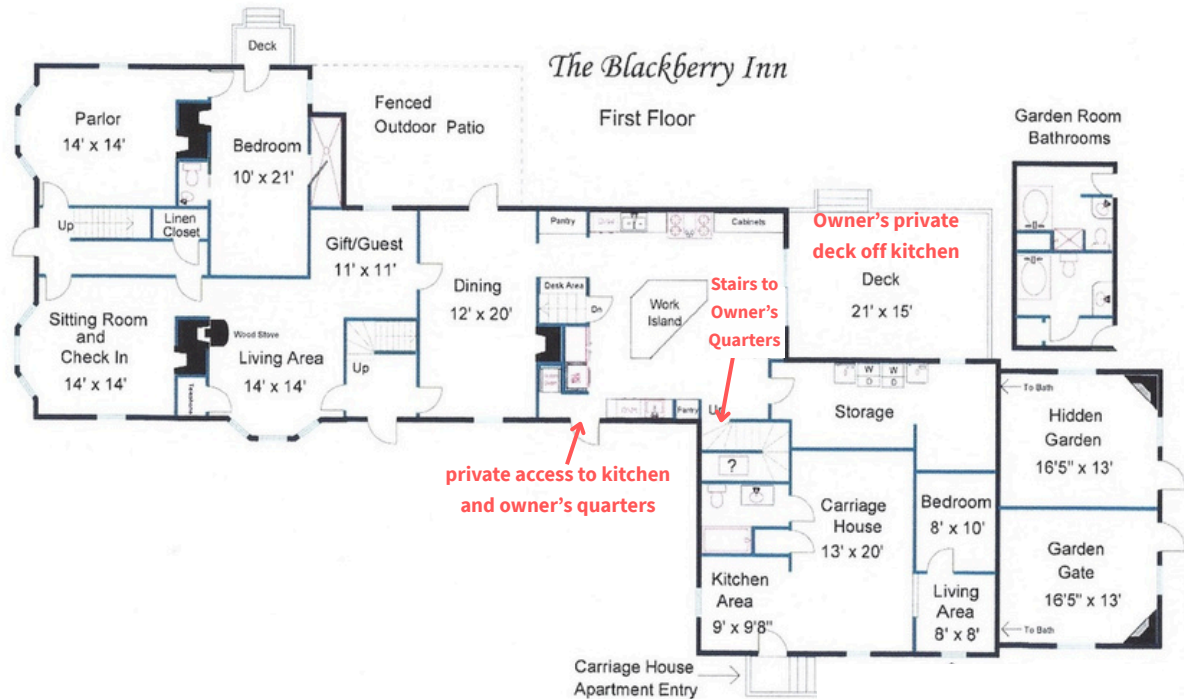 The Blackberry Inn
First Floor
Deck
Parlor
14' x 14'
Bedroom
10' x 21'
Fenced
Outdoor Patio
Garden Room
Bathrooms
Up
Linen
Closet
Gift/Guest
11' x 11'
Pantry
Cabinets
Owner's private
deck off kitchen
Deck
21' x 15'
Dining
12' x 20'
Desk Area
Dn
Work
Island
Stairs to
Owner's
Quarters
Sitting Room
and
Check In
14' x 14'
Wood Stove
Living Area
14' x 14'
Up
Telephone
Pantry
Up
W
W
D
D
Storage
To Bath
Hidden
Garden
16'5" x 13'
private access to kitchen
and owner's quarters
?
Carriage
House
13' x 20'
Bedroom
8' x 10'
Garden
Gate
16'5" x 13'
Kitchen
Area
9' x 9'8"
Living
Area
8' x 8'
To Bath
Carriage House
Apartment Entry